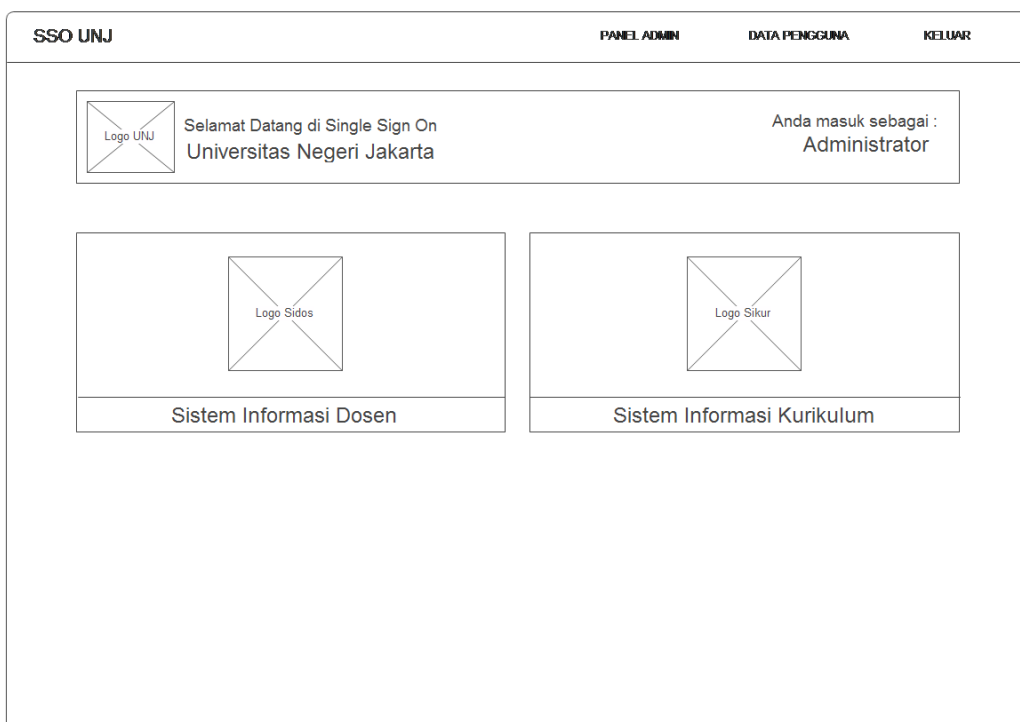 SSO UNJ
PANEL ADMIN
DATA PENGGUNA
KELUAR
Logo UNJ
Selamat Datang di Single Sign On
Universitas Negeri Jakarta
Anda masuk sebagai :
Administrator
Logo Sidos
Sistem Informasi Dosen
Logo Sikur
Sistem Informasi Kurikulum